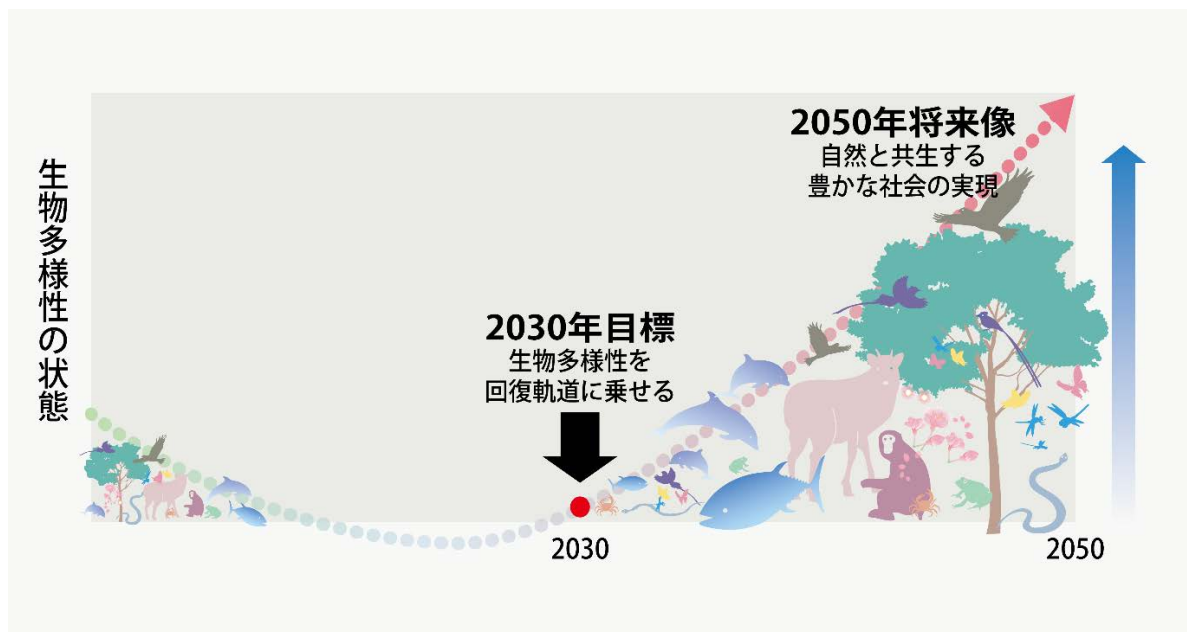 生物多様性の状態
2050年将来像
自然と共生する
豊かな社会の実現
2030年目標
生物多様性を
回復軌道に乗せる
2030
2050